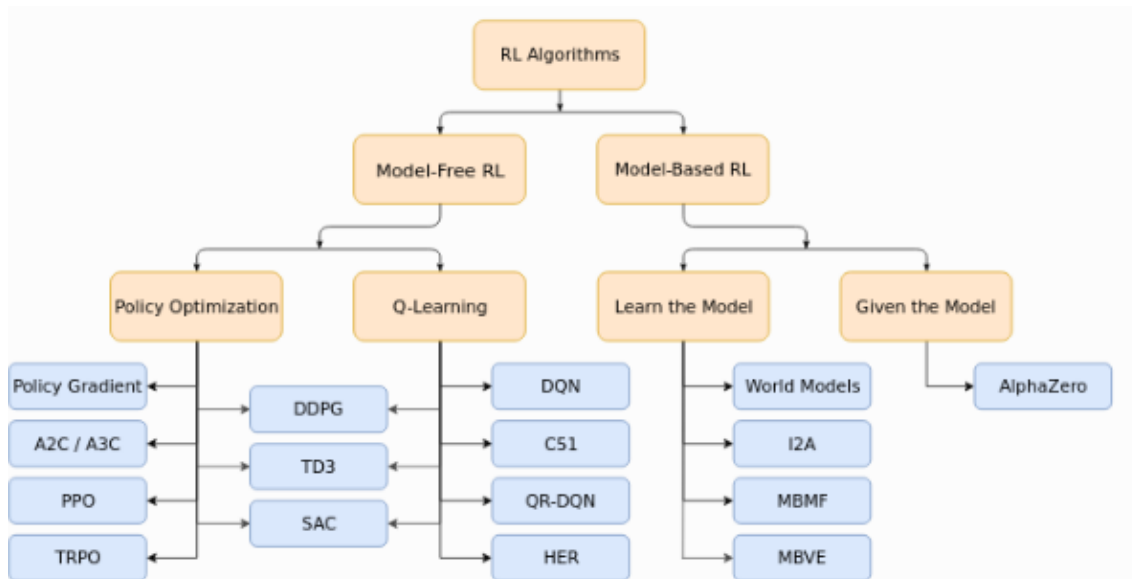 RL Algorithms
Model-Free RL
Model-Based RL
Policy Optimization
Q-Learning
Learn the Model
Given the Model
Policy Gradient
DQN
World Models
AlphaZero
DDPG
A2C / A3C
C51
I2A
TD3
PPO
QR-DQN
MBMF
SAC
TRPO
HER
MBVE